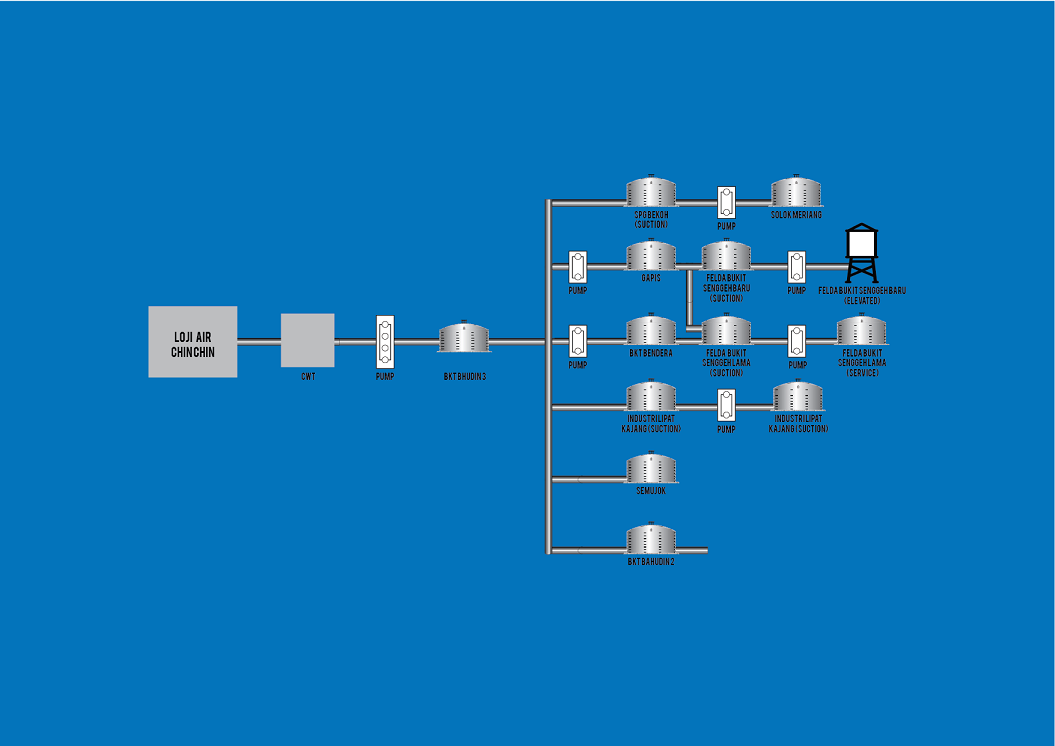 SPG BEKOH
(SUCTION)
PUMP
SOLOK MERIANG
PUMP
GAPIS
FELDA BUKIT
SENGGEH BARU
(SUCTION)
PUMP
FELDA BUKIT SENGGEH BARU
(ELEVATED)
LOJI AIR
CHINCHIN
CWT
PUMP
BKT BHUDIN 3
PUMP
BKT BENDERA
FELDA BUKIT
SENGGEH LAMA
(SUCTION)
PUMP
FELDA BUKIT
SENGGEH LAMA
(SERVICE)
INDUSTRI LIPAT
KAJANG (SUCTION)
PUMP
INDUSTRI LIPAT
KAJANG (SUCTION)
SEMUJOK
BKT BAHUDIN 2